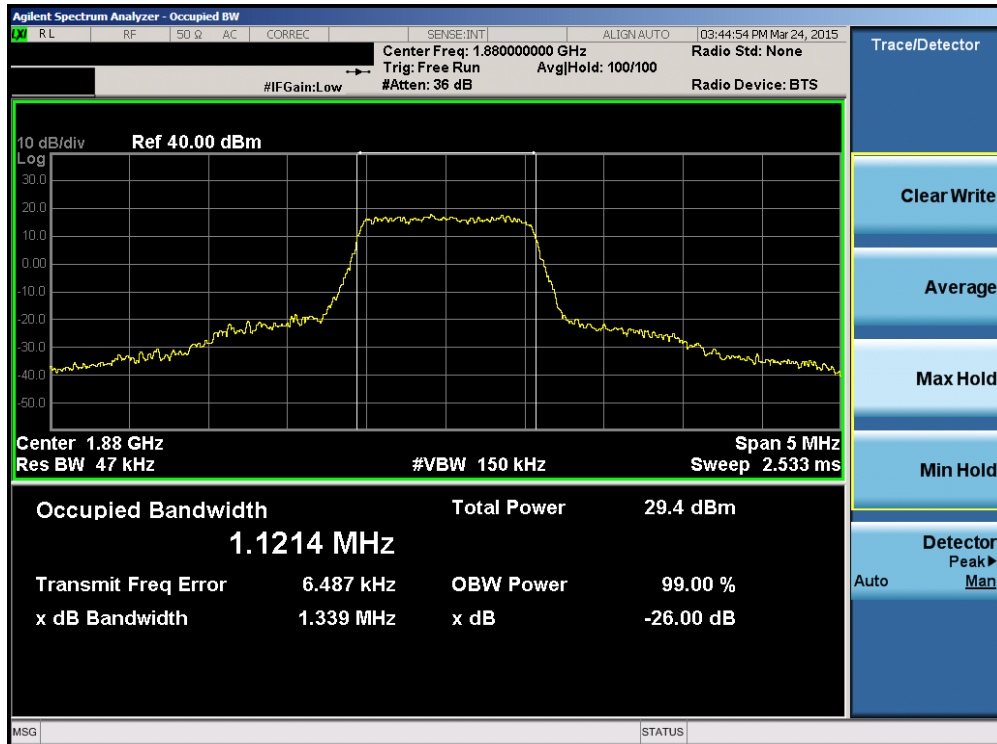 Agilent Spectrum Analyzer - Occupied BW
LXI RL RF 50 Ω AC CORREC SENSE:INT ALIGN AUTO 03:44:54 PM Mar 24, 2015
Center Freq: 1.880000000 GHz Radio Std: None
Trig: Free Run Avg|Hold: 100/100
#IFGain:Low #Atten: 36 dB Radio Device: BTS
10 dB/div Ref 40.00 dBm
Log
30.0
20.0
10.0
0.00
-10.0
-20.0
-30.0
-40.0
-50.0
Center 1.88 GHz Span 5 MHz
Res BW 47 kHz #VBW 150 kHz Sweep 2.533 ms
Occupied Bandwidth Total Power 29.4 dBm
1.1214 MHz
Transmit Freq Error 6.487 kHz OBW Power 99.00 %
x dB Bandwidth 1.339 MHz x dB -26.00 dB
MSG STATUS
Trace/Detector
Clear Write
Average
Max Hold
Min Hold
Detector
Peak▶
Auto Man